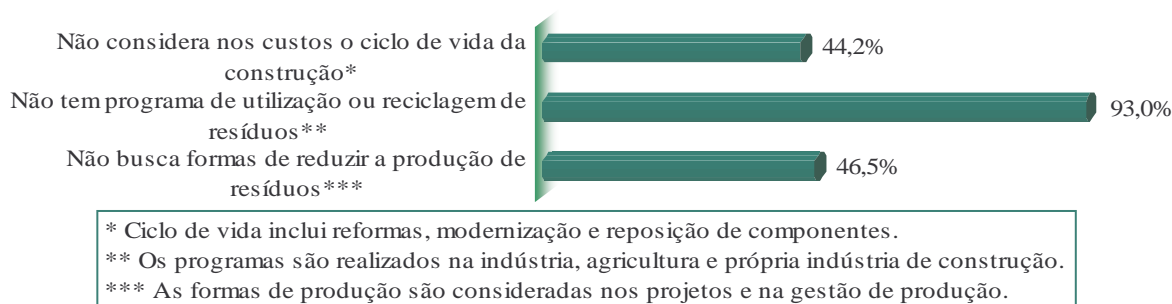 Não considera nos custos o ciclo de vida da
construção*
44,2%
Não tem programa de utilização ou reciclagem de
resíduos**
93,0%
Não busca formas de reduzir a produção de
resíduos***
46,5%
* Ciclo de vida inclui reformas, modernização e reposição de componentes.
** Os programas são realizados na indústria, agricultura e própria indústria de construção.
*** As formas de produção são consideradas nos projetos e na gestão de produção.